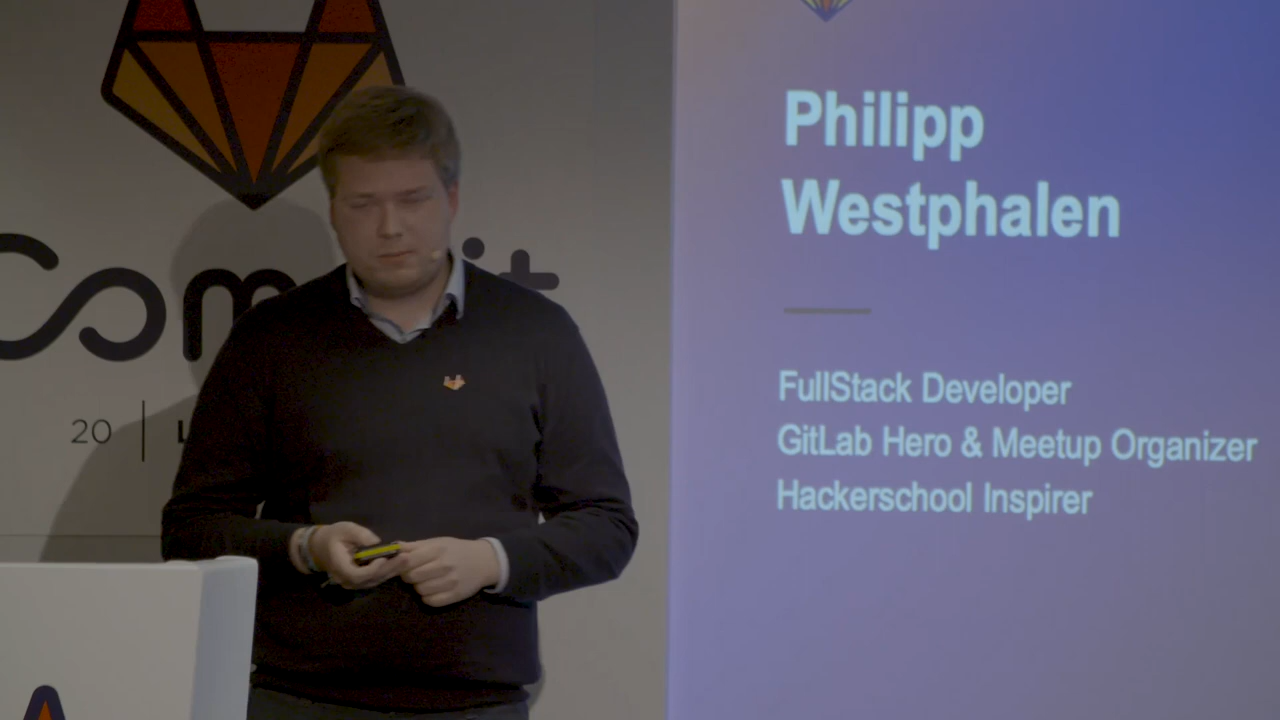 Philipp
Westphalen
FullStack Developer
GitLab Hero & Meetup Organizer
Hackerschool Inspirer
20